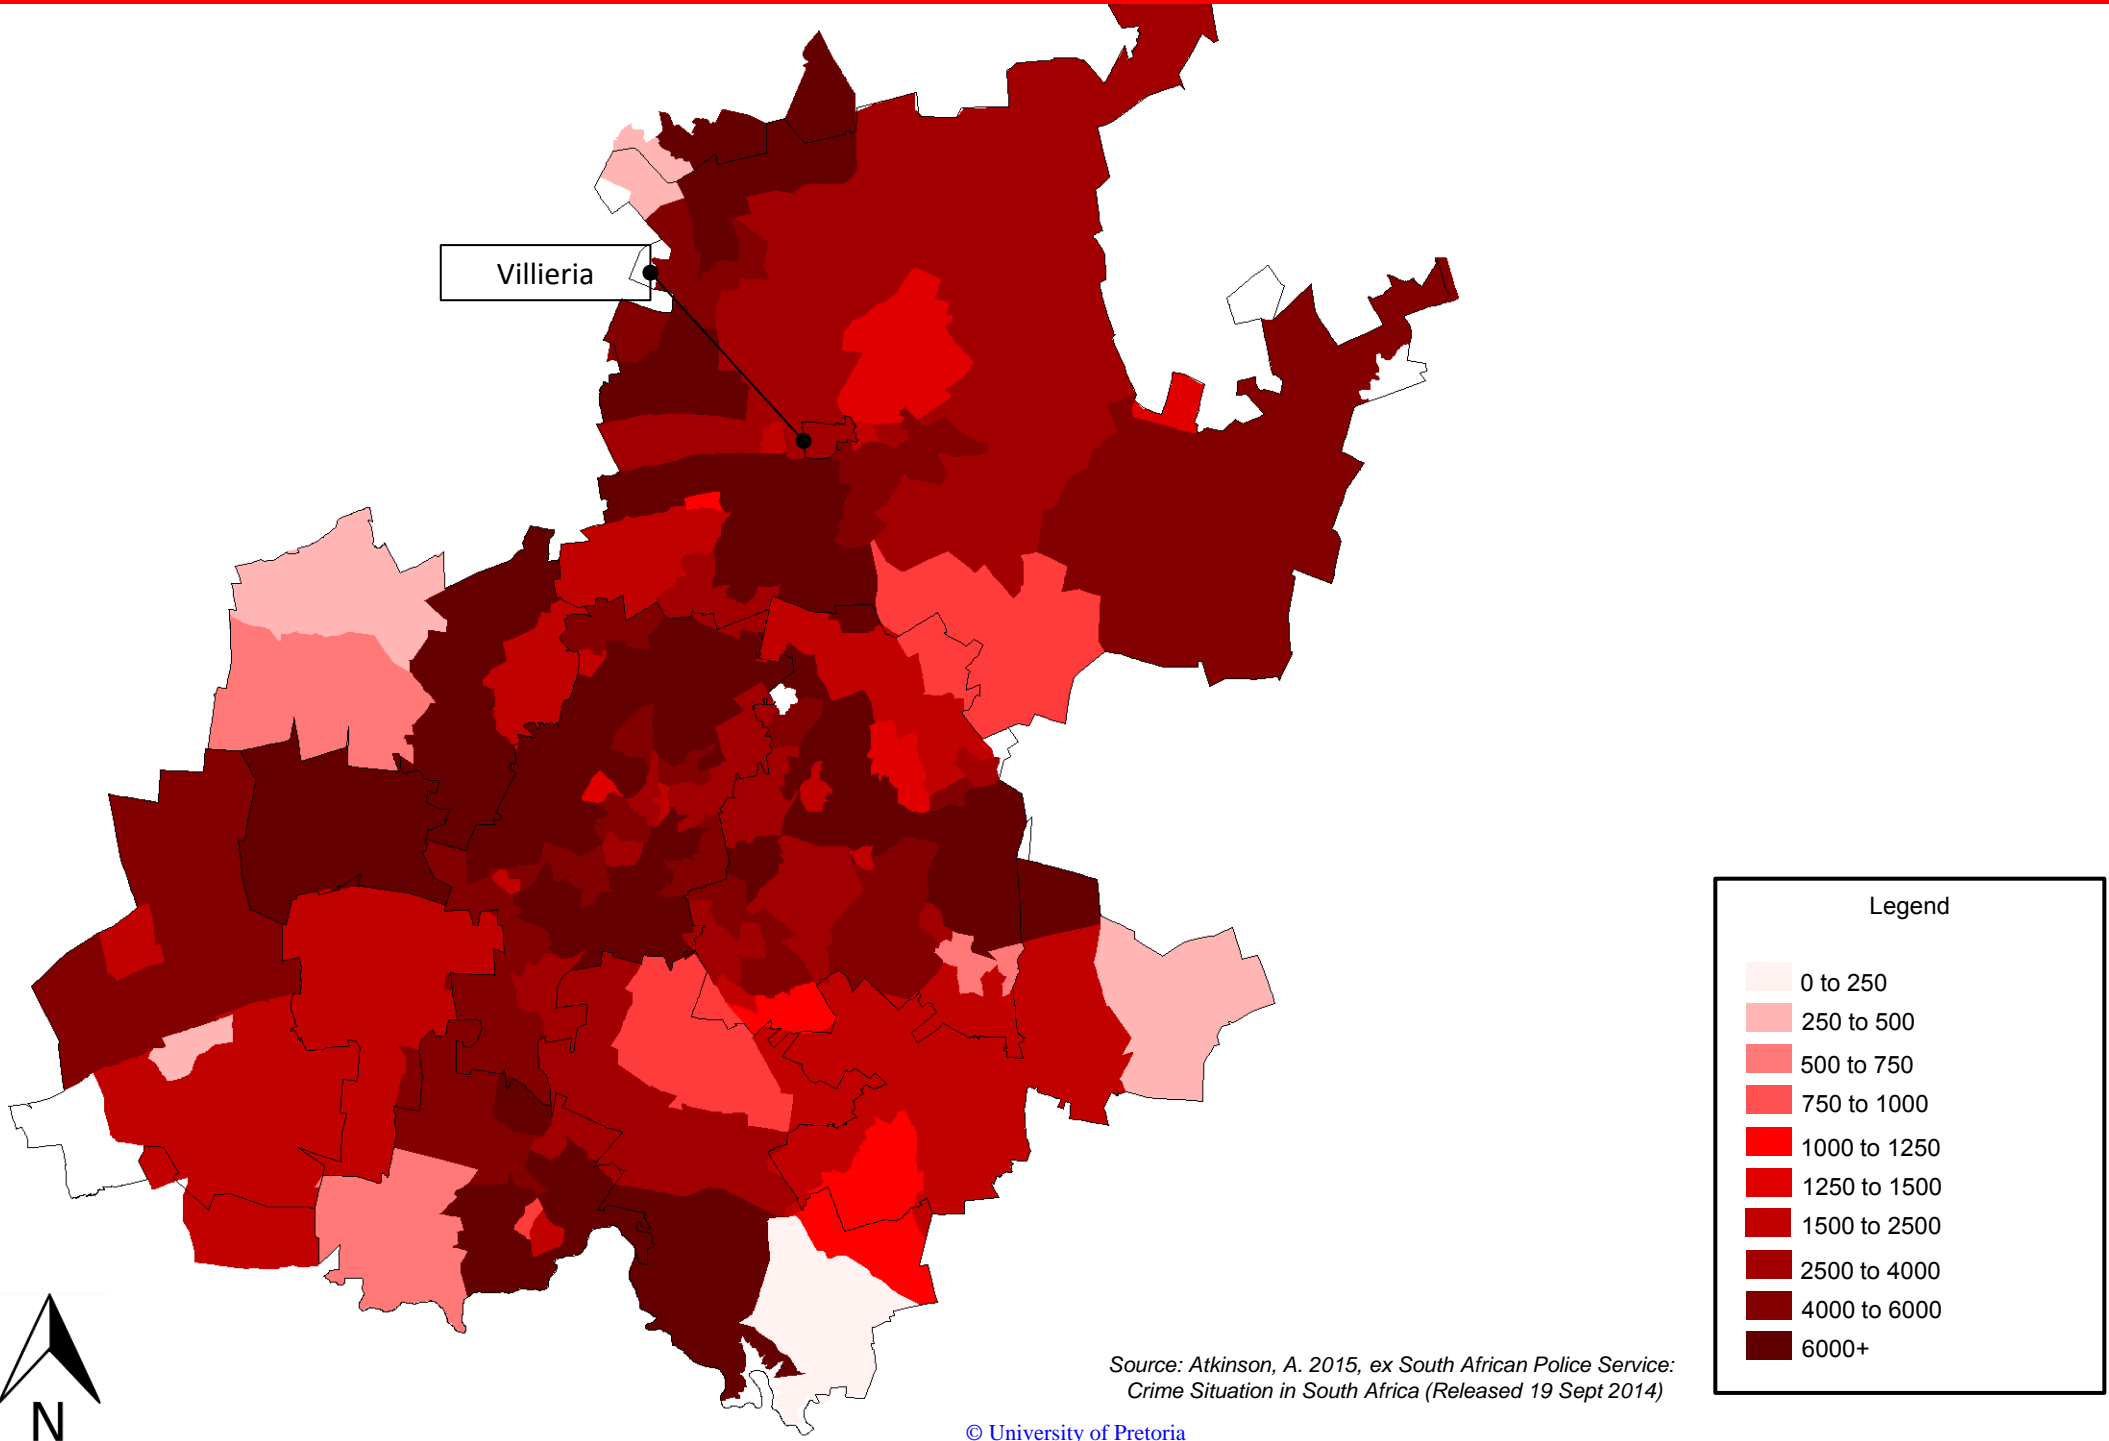 Villieria
Legend
0 to 250
250 to 500
500 to 750
750 to 1000
1000 to 1250
1250 to 1500
1500 to 2500
2500 to 4000
4000 to 6000
6000+
Source: Atkinson, A. 2015, ex South African Police Service:
Crime Situation in South Africa (Released 19 Sept 2014)
N
© University of Pretoria